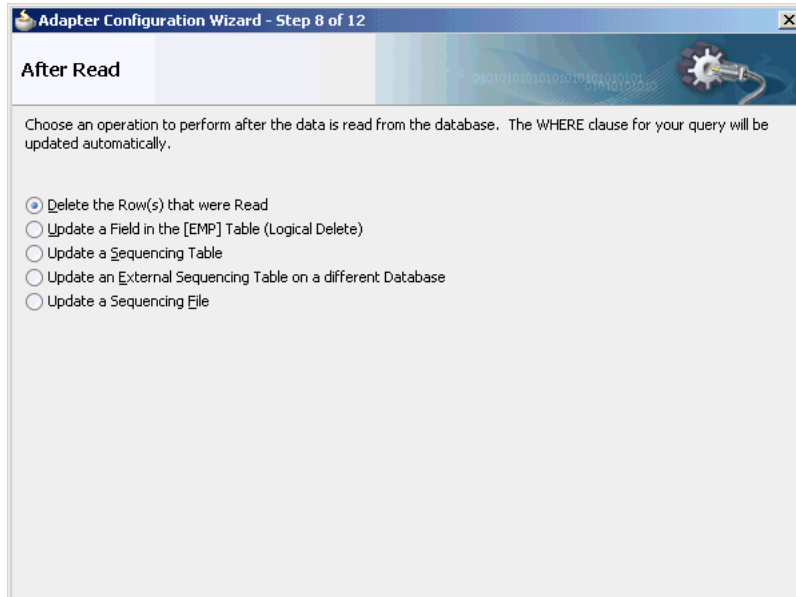 Adapter Configuration Wizard - Step 8 of 12
After Read
Choose an operation to perform after the data is read from the database. The WHERE clause for your query will be
updated automatically.
Delete the Row(s) that were Read
Update a Field in the [EMP] Table (Logical Delete)
Update a Sequencing Table
Update an External Sequencing Table on a different Database
Update a Sequencing File